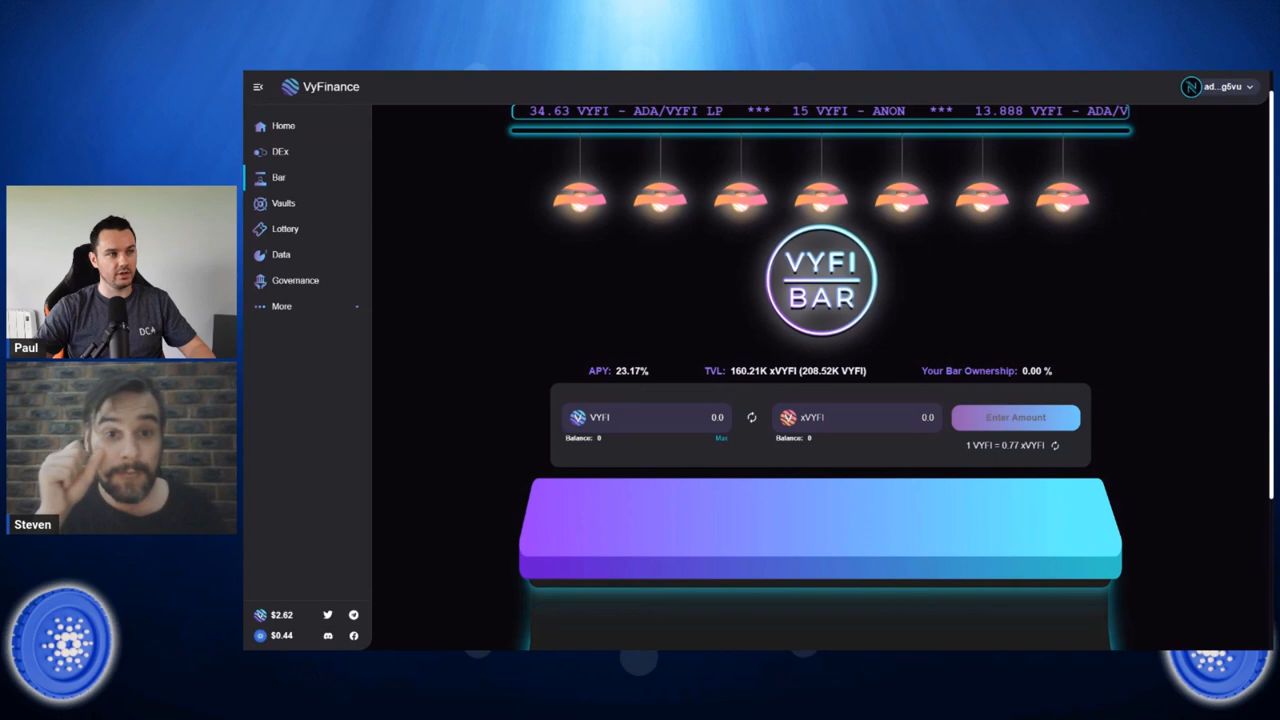 VyFinance
ad...g5vu
34.63 VYFI - ADA/VYFI LP *** 15 VYFI - ANON *** 13.888 VYFI - ADA/V
Home
DEx
Bar
Vaults
Lottery
Data
Governance
More
VYFI
BAR
DCA
Paul
Steven
APY: 23.17%
TVL: 160.21K xVYFI (208.52K VYFI)
Your Bar Ownership: 0.00 %
VYFI 0.0
xVYFI 0.0
Enter Amount
Balance: 0 Max
Balance: 0
1 VYFI = 0.77 xVYFI
$2.62
$0.44